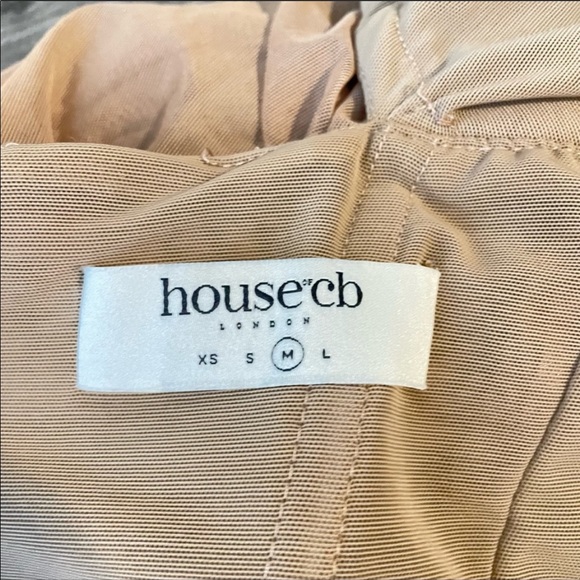 house OF cb
LONDON
XS S M L